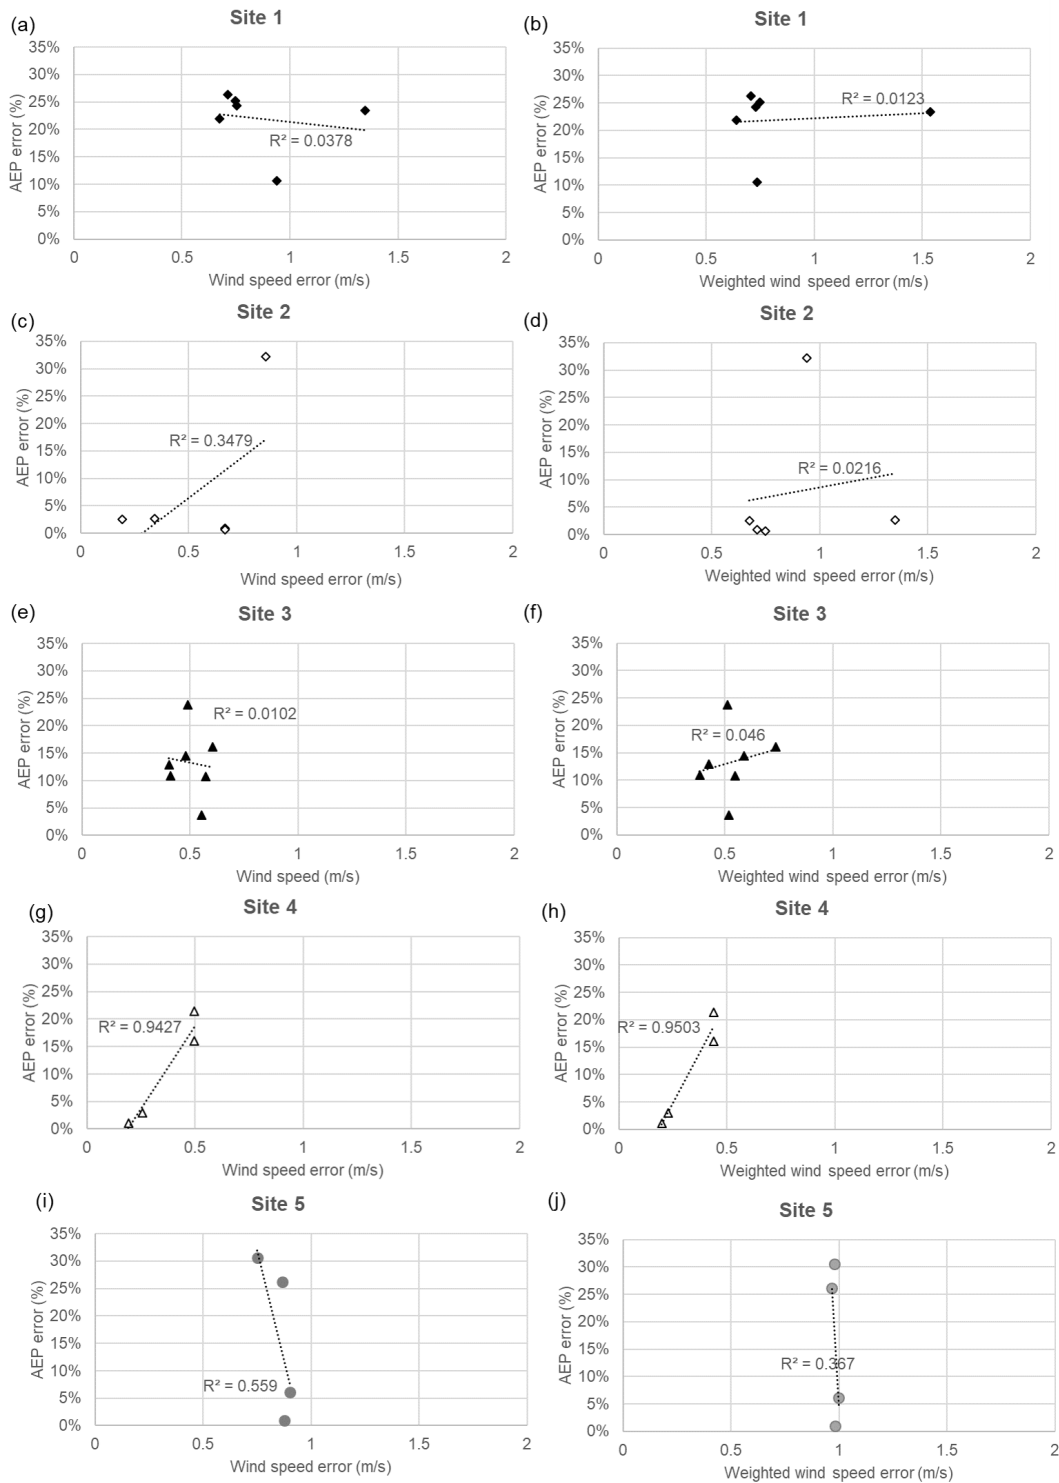 (a)
Site 1
35%
30%
25%
20%
15%
10%
5%
0%
AEP error (%)
R² = 0.0378
0 0.5 1 1.5 2
Wind speed error (m/s)
(b)
Site 1
35%
30%
25%
20%
15%
10%
5%
0%
AEP error (%)
R² = 0.0123
0 0.5 1 1.5 2
Weighted wind speed error (m/s)
(c)
Site 2
35%
30%
25%
20%
15%
10%
5%
0%
AEP error (%)
R² = 0.3479
0 0.5 1 1.5 2
Wind speed error (m/s)
(d)
Site 2
35%
30%
25%
20%
15%
10%
5%
0%
AEP error (%)
R² = 0.0216
0 0.5 1 1.5 2
Weighted wind speed error (m/s)
(e)
Site 3
35%
30%
25%
20%
15%
10%
5%
0%
AEP error (%)
R² = 0.0102
0 0.5 1 1.5 2
Wind speed (m/s)
(f)
Site 3
35%
30%
25%
20%
15%
10%
5%
0%
AEP error (%)
R² = 0.046
0 0.5 1 1.5 2
Weighted wind speed error (m/s)
(g)
Site 4
35%
30%
25%
20%
15%
10%
5%
0%
AEP error (%)
R² = 0.9427
0 0.5 1 1.5 2
Wind speed error (m/s)
(h)
Site 4
35%
30%
25%
20%
15%
10%
5%
0%
AEP error (%)
R² = 0.9503
0 0.5 1 1.5 2
Weighted wind speed error (m/s)
(i)
Site 5
35%
30%
25%
20%
15%
10%
5%
0%
AEP error (%)
R² = 0.559
0 0.5 1 1.5 2
Wind speed error (m/s)
(j)
Site 5
35%
30%
25%
20%
15%
10%
5%
0%
AEP error (%)
R² = 0.367
0 0.5 1 1.5 2
Weighted wind speed error (m/s)